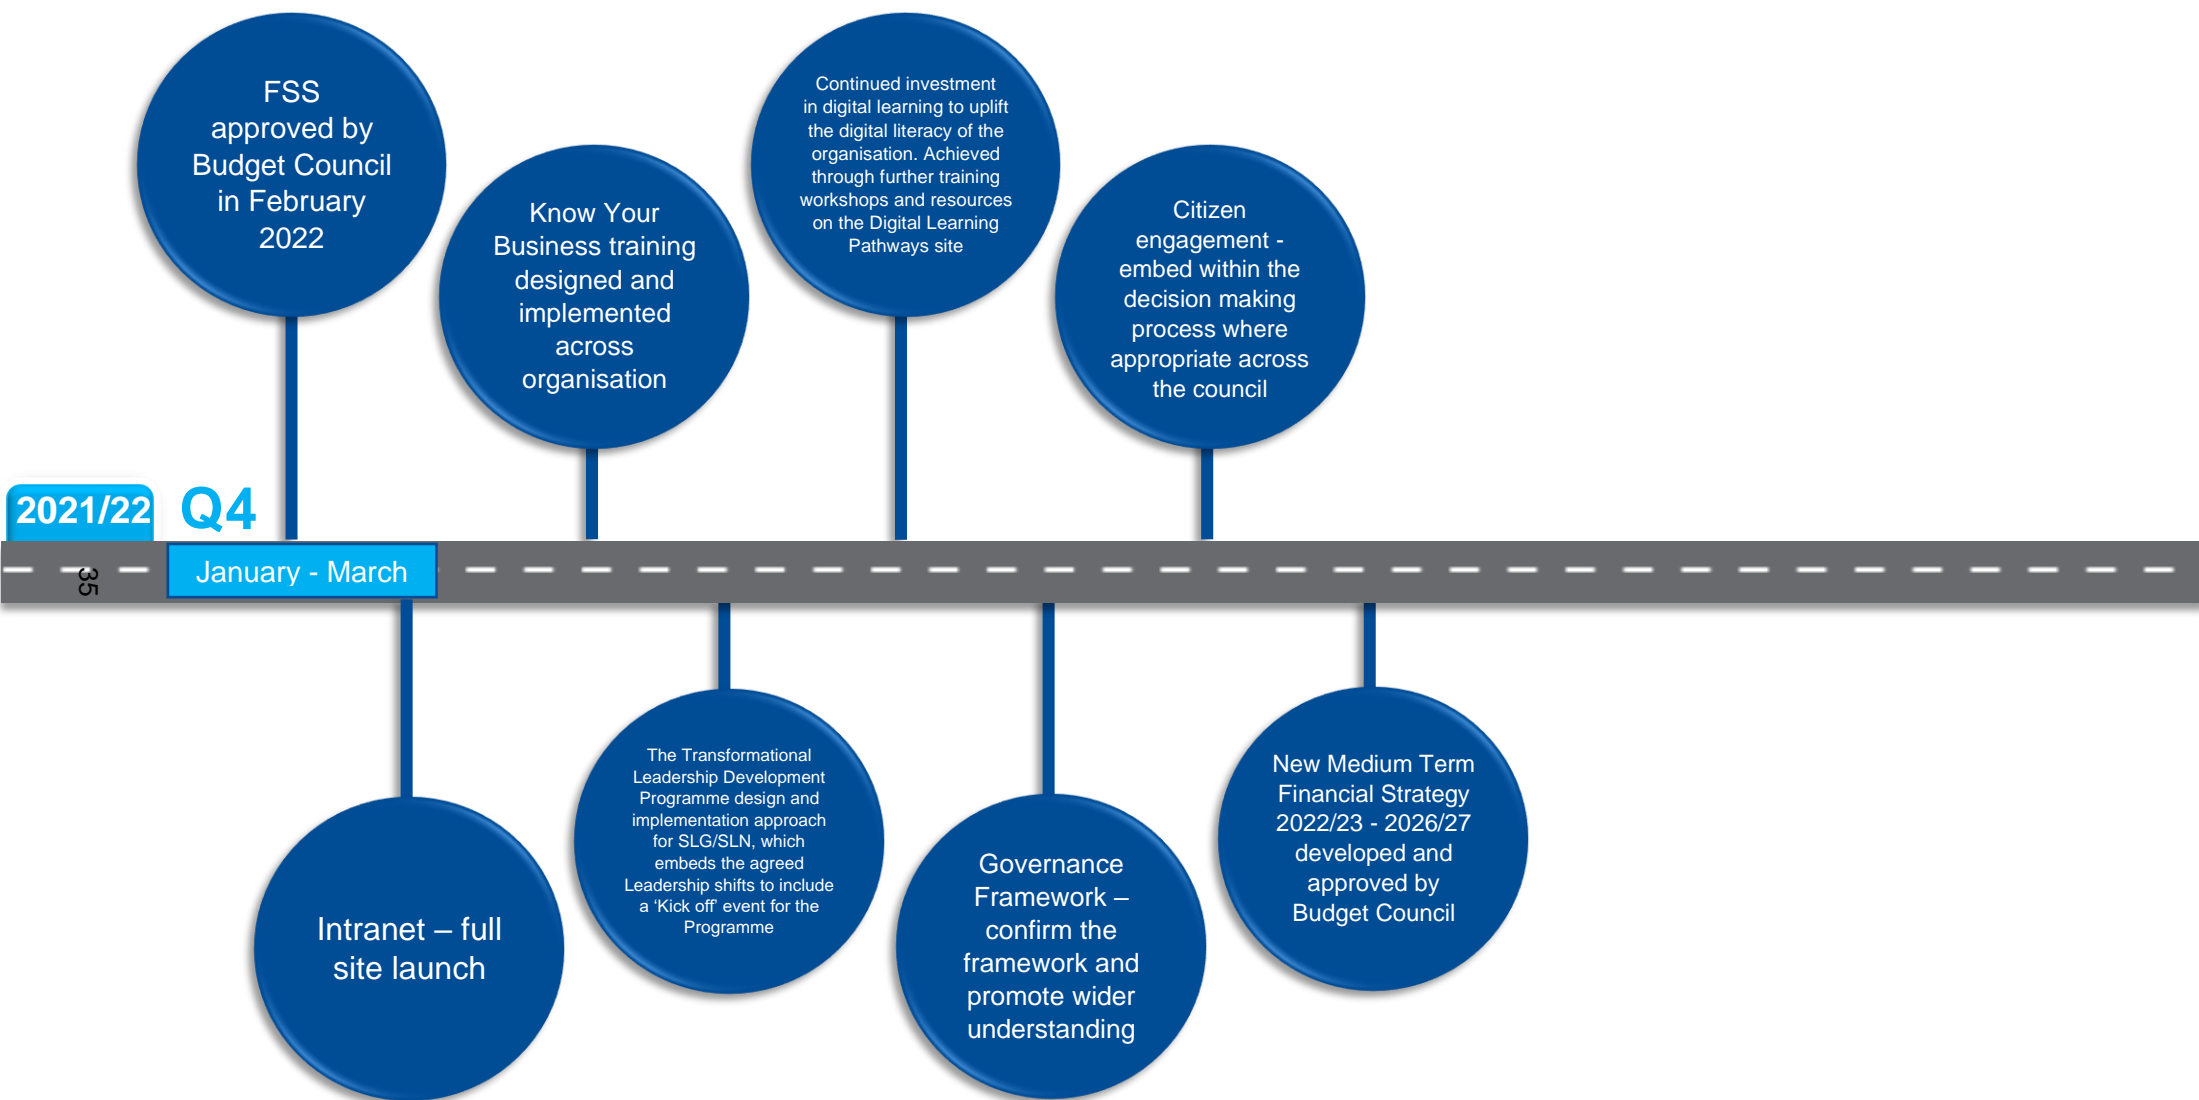 FSS
approved by
Budget Council
in February
2022
Know Your
Business training
designed and
implemented
across
organisation
Continued investment
in digital learning to uplift
the digital literacy of the
organisation. Achieved
through further training
workshops and resources
on the Digital Learning
Pathways site
Citizen
engagement -
embed within the
decision making
process where
appropriate across
the council
2021/22
Q4
January - March
35
Intranet – full
site launch
The Transformational
Leadership Development
Programme design and
implementation approach
for SLG/SLN, which
embeds the agreed
Leadership shifts to include
a ‘Kick off’ event for the
Programme
Governance
Framework –
confirm the
framework and
promote wider
understanding
New Medium Term
Financial Strategy
2022/23 - 2026/27
developed and
approved by
Budget Council